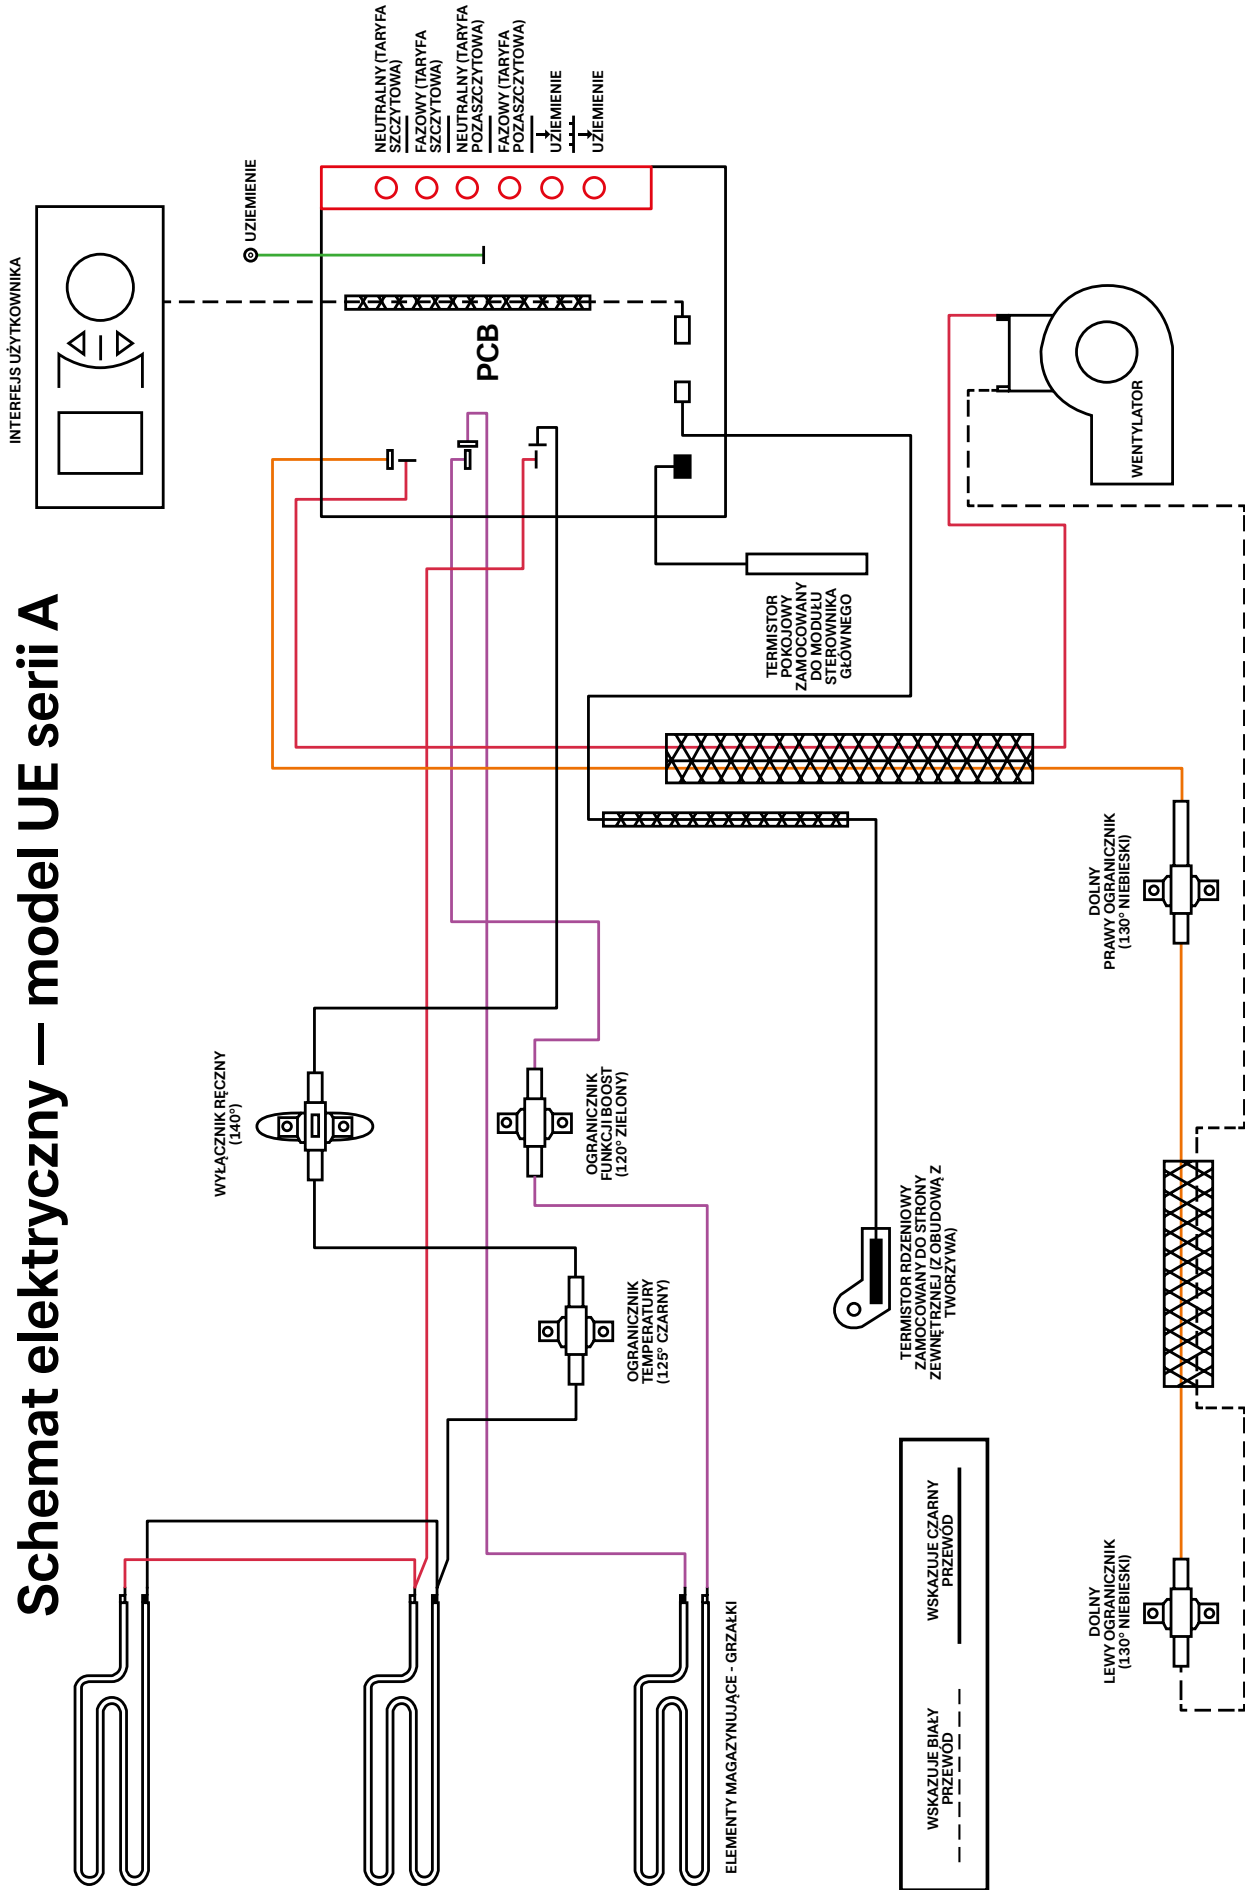 Schemat elektryczny — model UE serii A
INTERFEJS UŻYTKOWNIKA
UZIEMIENIE
NEUTRALNY (TARYFA
SZCZYTOWA)
FAZOWY (TARYFA
SZCZYTOWA)
NEUTRALNY (TARYFA
POZASZCZYTOWA)
FAZOWY (TARYFA
POZASZCZYTOWA)
UZIEMIENIE
UZIEMIENIE
PCB
WYŁĄCZNIK RĘCZNY
(140°)
OGRANICZNIK
FUNKCJI BOOST
(120° ZIELONY)
OGRANICZNIK
TEMPERATURY
(125° CZARNY)
TERMISTOR
POKOJOWY
ZAMOCOWANY
DO MODUŁU
STEROWNIKA
GŁÓWNEGO
WENTYLATOR
TERMISTOR RDZENIOWY
ZAMOCOWANY DO STRONY
ZEWNĘTRZNEJ (Z OBUDOWĄ Z
TWORZYWA)
DOLNY
PRAWY OGRANICZNIK
(130° NIEBIESKI)
DOLNY
LEWY OGRANICZNIK
(130° NIEBIESKI)
ELEMENTY MAGAZYNUJĄCE - GRZAŁKI
WSKAZUJE BIAŁY
PRZEWÓD
WSKAZUJE CZARNY
PRZEWÓD